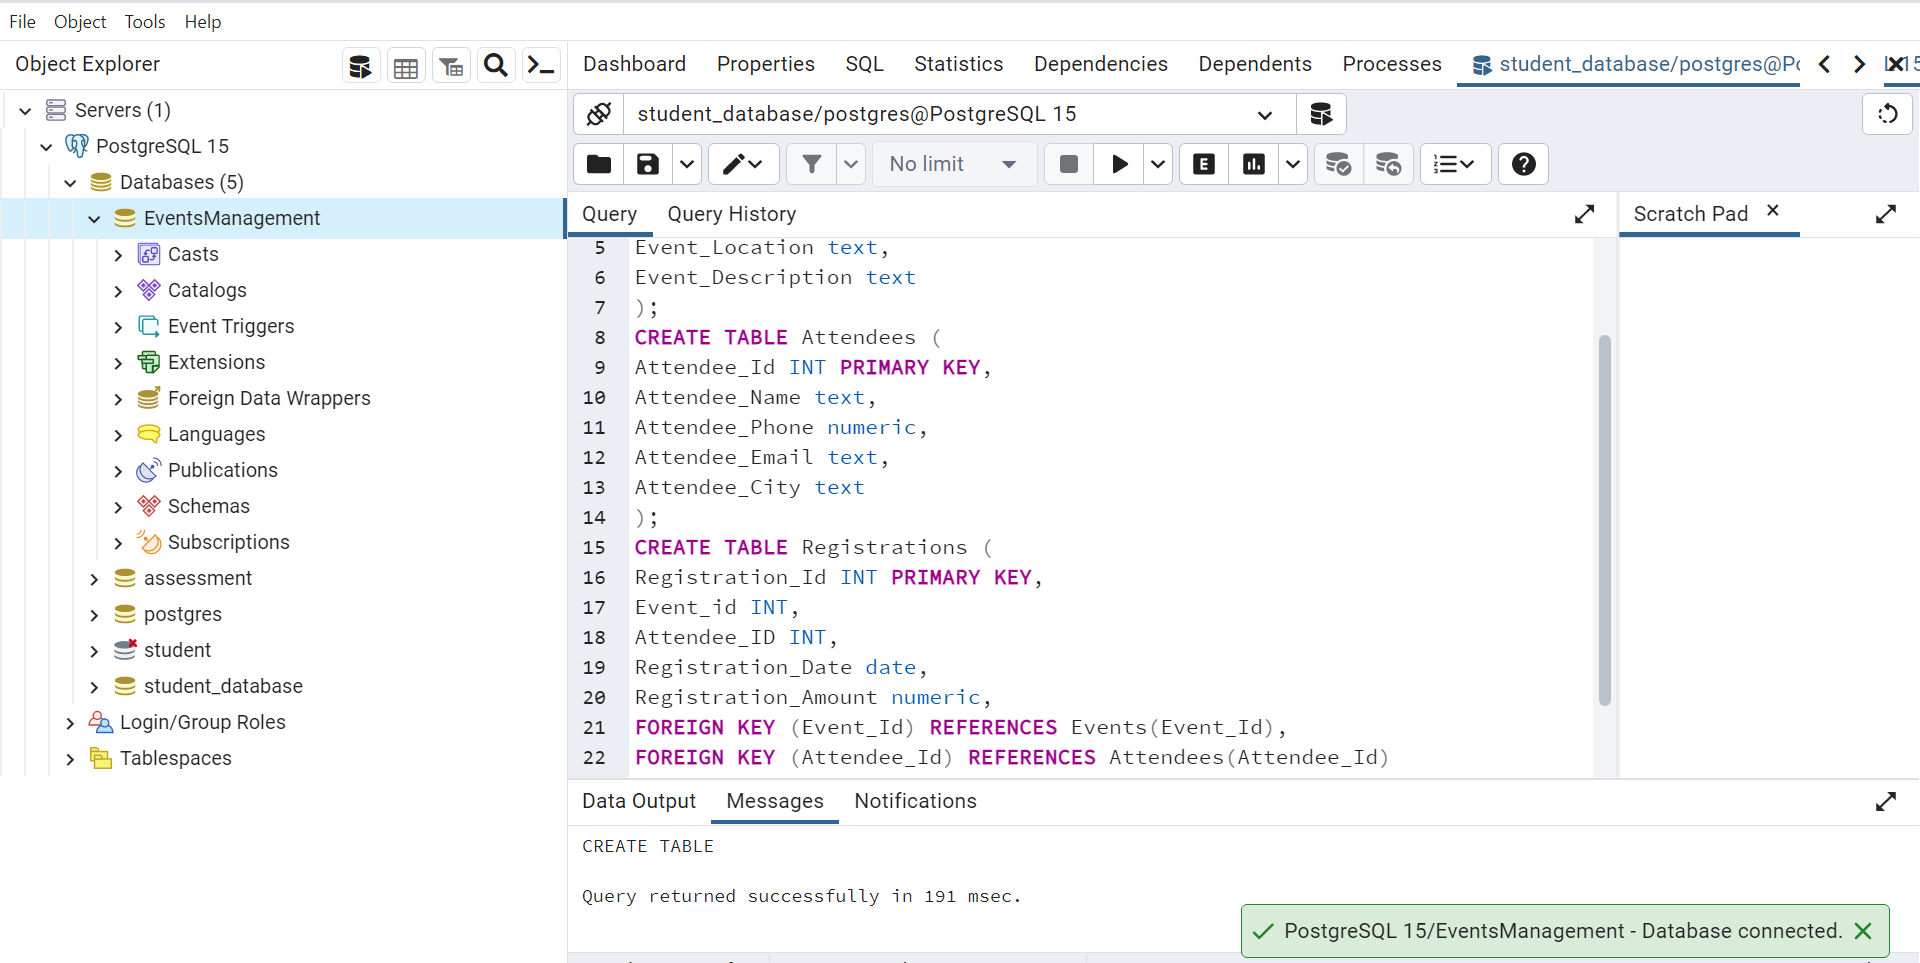 File Object Tools Help
Object Explorer
Dashboard Properties SQL Statistics Dependencies Dependents Processes student_database/postgres@Po
Servers (1)
PostgreSQL 15
Databases (5)
EventsManagement
Casts
Catalogs
Event Triggers
Extensions
Foreign Data Wrappers
Languages
Publications
Schemas
Subscriptions
assessment
postgres
student
student_database
Login/Group Roles
Tablespaces
student_database/postgres@PostgreSQL 15
No limit
E
Query Query History
Scratch Pad
5 Event_Location text,
6 Event_Description text
7 );
8 CREATE TABLE Attendees (
9 Attendee_Id INT PRIMARY KEY,
10 Attendee_Name text,
11 Attendee_Phone numeric,
12 Attendee_Email text,
13 Attendee_City text
14 );
15 CREATE TABLE Registrations (
16 Registration_Id INT PRIMARY KEY,
17 Event_id INT,
18 Attendee_ID INT,
19 Registration_Date date,
20 Registration_Amount numeric,
21 FOREIGN KEY (Event_Id) REFERENCES Events(Event_Id),
22 FOREIGN KEY (Attendee_Id) REFERENCES Attendees(Attendee_Id)
Data Output Messages Notifications
CREATE TABLE
Query returned successfully in 191 msec.
PostgreSQL 15/EventsManagement - Database connected.